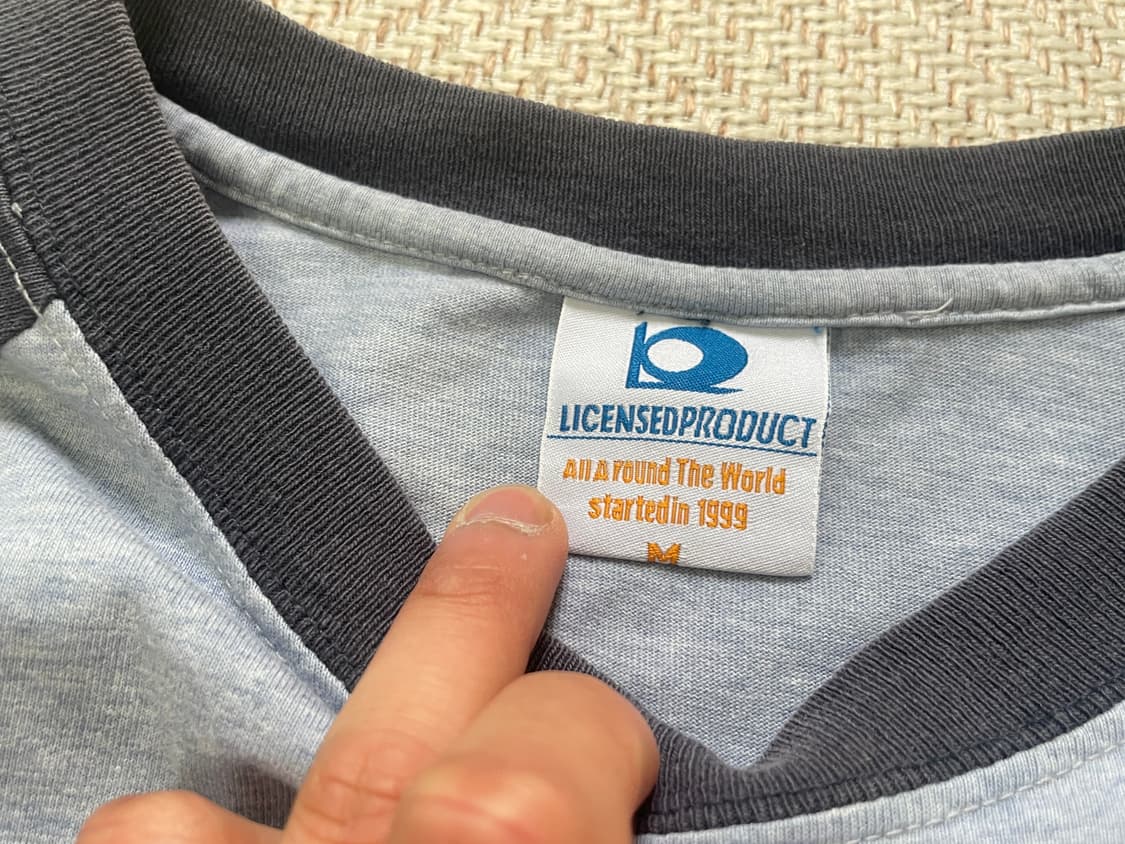 LICENSEDPRODUCT
All Around The World
startedin 1999
M